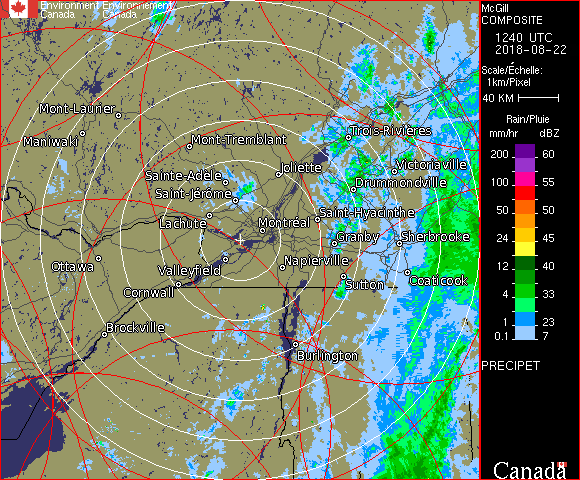 Environment Environnement
Canada Canada
McGill
COMPOSITE
1240 UTC
2018-08-22
Scale/Échelle:
1km/Pixel
40 KM
Rain/Pluie
mm/hr dBZ
200 60
100 55
50 50
24 45
12 40
4 33
1 23
0.1 7
PRECIPET
Canada
Mont-Laurier
Maniwaki
Mont-Tremblant
Trois-Rivières
Joliette
Victoriaville
Sainte-Adèle
Drummondville
Saint-Jérôme
Saint-Hyacinthe
Lachute
Montréal
Granby
Sherbrooke
Ottawa
Valleyfield
Napierville
Sutton
Coaticook
Cornwall
Brockville
Burlington